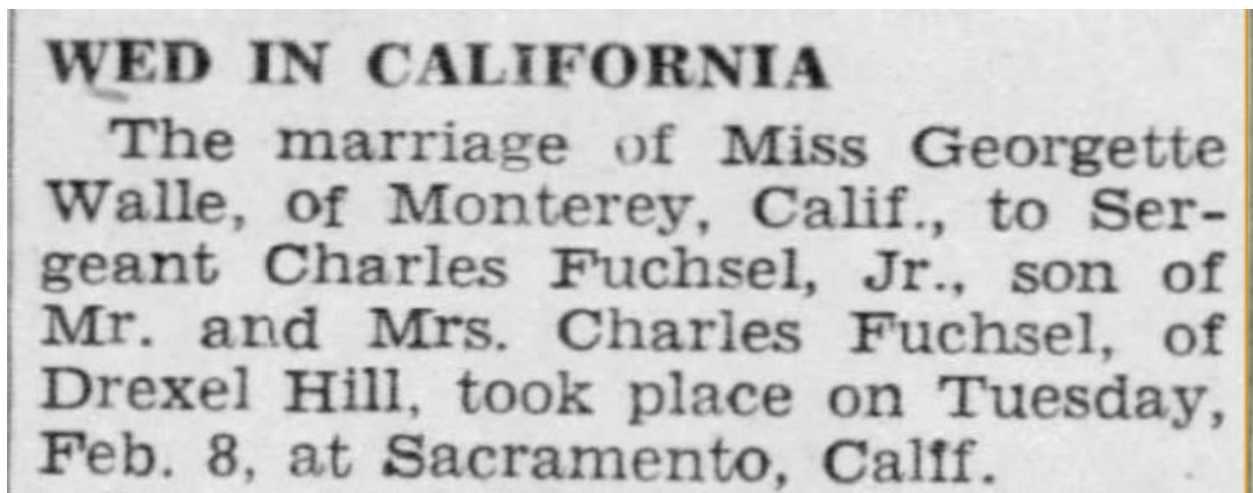 WED IN CALIFORNIA
The marriage of Miss Georgette
Walle, of Monterey, Calif., to Ser-
geant Charles Fuchsel, Jr., son of
Mr. and Mrs. Charles Fuchsel, of
Drexel Hill, took place on Tuesday,
Feb. 8, at Sacramento, Calif.